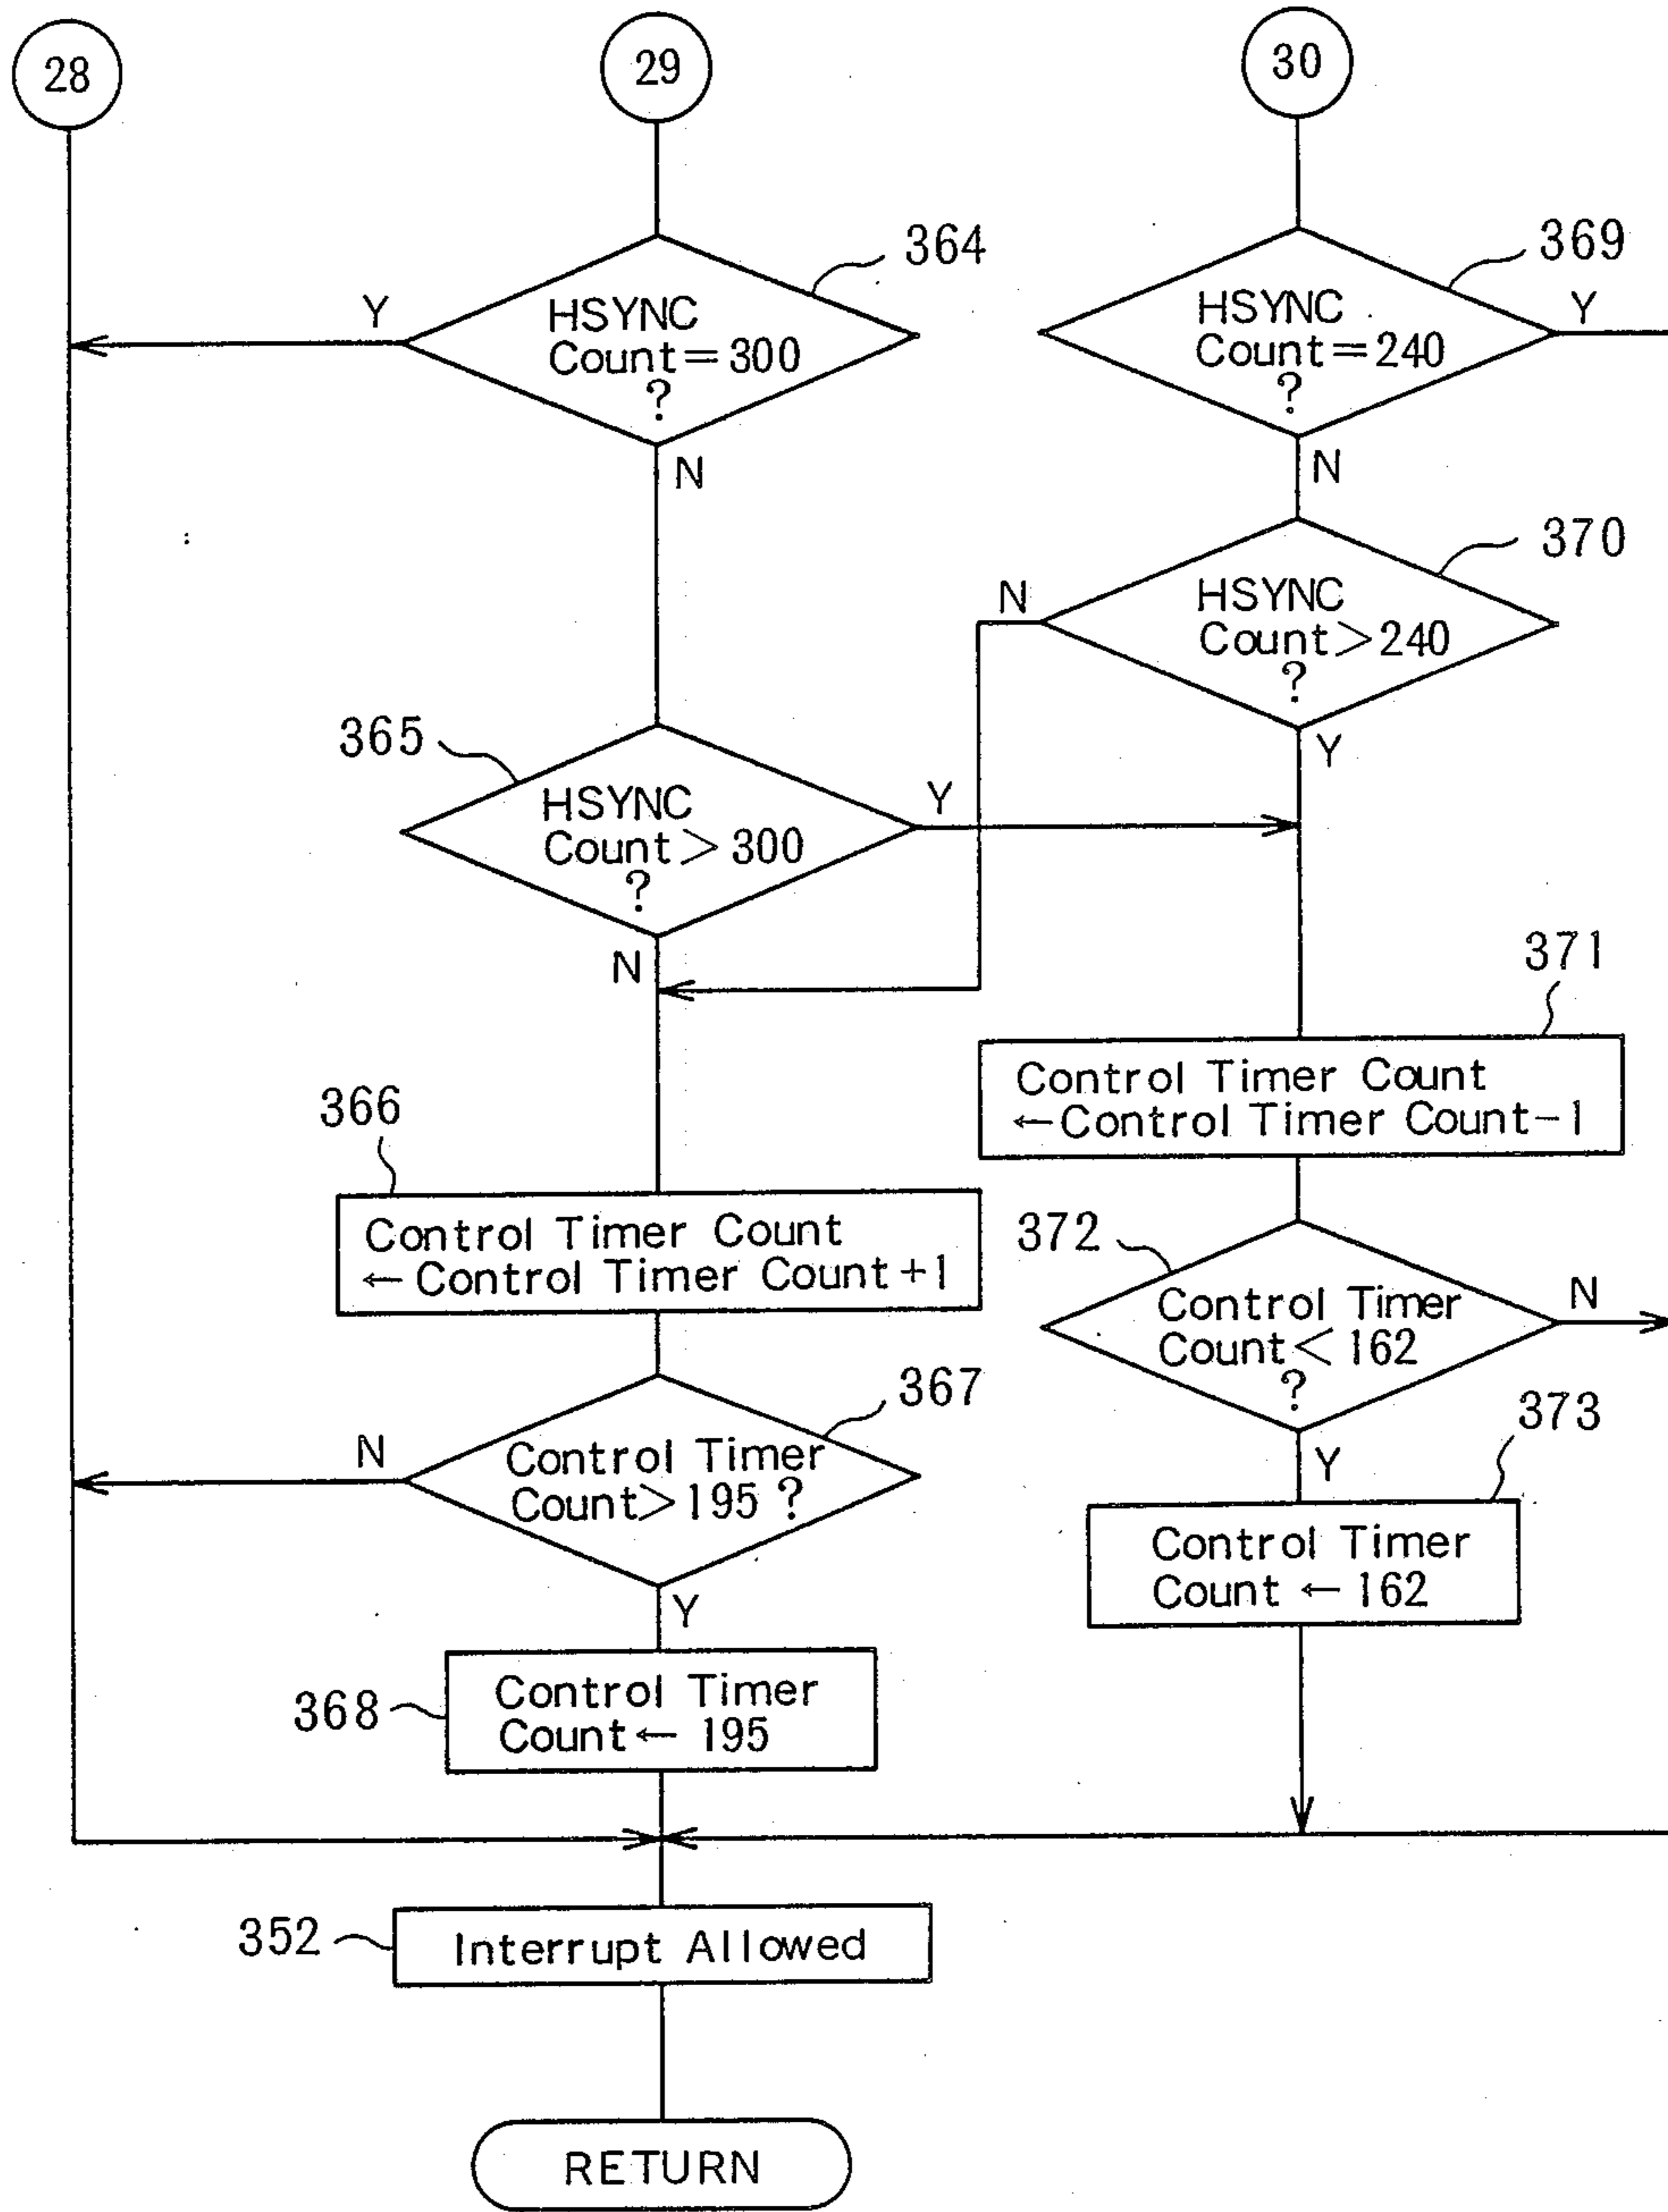 28
29
30
364
HSYNC
Count=300
?
Y
N
369
HSYNC
Count=240
?
Y
N
370
HSYNC
Count>240
?
N
Y
365
HSYNC
Count>300
?
Y
N
371
Control Timer Count
←Control Timer Count-1
366
Control Timer Count
←Control Timer Count+1
372
Control Timer
Count<162
?
N
Y
367
Control Timer
Count>195 ?
N
Y
373
Control Timer
Count ← 162
368
Control Timer
Count← 195
352
Interrupt Allowed
RETURN